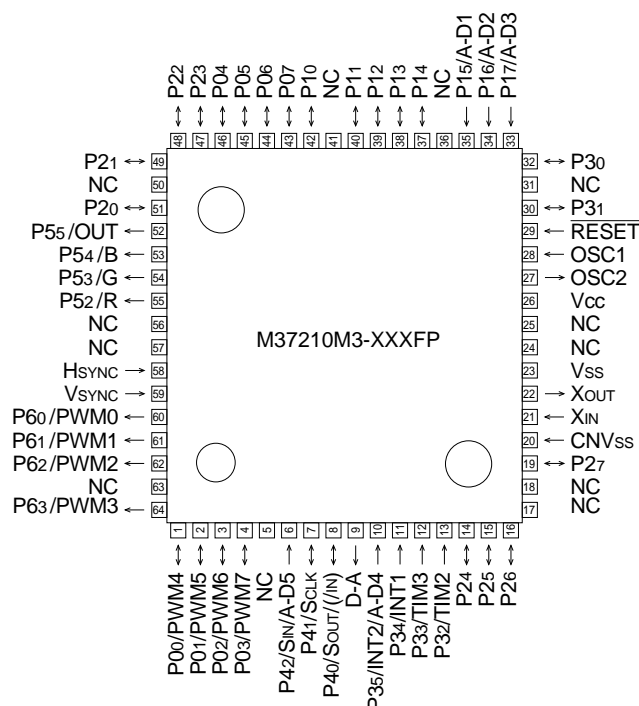 P22
P23
P04
P05
P06
P07
P10
NC
P11
P12
P13
P14
NC
P15/A-D1
P16/A-D2
P17/A-D3
48 47 46 45 44 43 42 41 40 39 38 37 36 35 34 33
P21 49
NC 50
P20 51
P55/OUT 52
P54/B 53
P53/G 54
P52/R 55
NC 56
NC 57
HSYNC 58
VSYNC 59
P60/PWM0 60
P61/PWM1 61
P62/PWM2 62
NC 63
P63/PWM3 64
M37210M3-XXXFP
32 P30
31 NC
30 P31
29 RESET
28 OSC1
27 OSC2
26 Vcc
25 NC
24 NC
23 VSS
22 XOUT
21 XIN
20 CNVSS
19 P27
18 NC
17 NC
1 2 3 4 5 6 7 8 9 10 11 12 13 14 15 16
P00/PWM4
P01/PWM5
P02/PWM6
P03/PWM7
NC
P42/SIN/A-D5
P41/SCLK
P40/SOUT/(/IN)
D-A
P35/INT2/A-D4
P34/INT1
P33/TIM3
P32/TIM2
P24
P25
P26